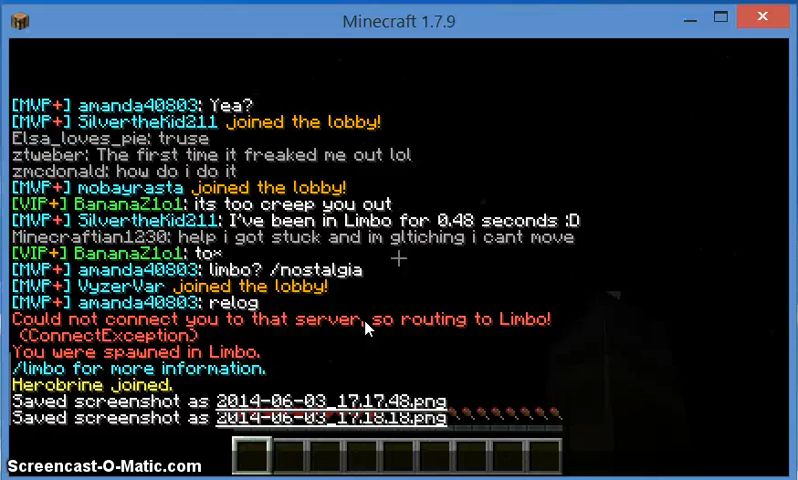 Minecraft 1.7.9
[MVP+] amanda40803: Yea?
[MVP+] SilvertheKid211 joined the lobby!
Elsa_loves_pie: truse
ztweber: The first time it freaked me out lol
zmcdonald: how do i do it
[MVP+] mobayrasta joined the lobby!
[VIP+] BananaZ1o1: its too creep you out
[MVP+] SilvertheKid211: I've been in Limbo for 0.48 seconds :D
Minecraftian1230: help i got stuck and im gltiching i cant move
[VIP+] BananaZ1o1: to*
[MVP+] amanda40803: limbo? /nostalgia
[MVP+] VyzerVar joined the lobby!
[MVP+] amanda40803: relog
Could not connect you to that server, so routing to Limbo!
(ConnectException)
You were spawned in Limbo.
/limbo for more information.
Herobrine joined.
Saved screenshot as 2014-06-03_17.17.48.png
Saved screenshot as 2014-06-03_17.18.18.png
Screencast-O-Matic.com